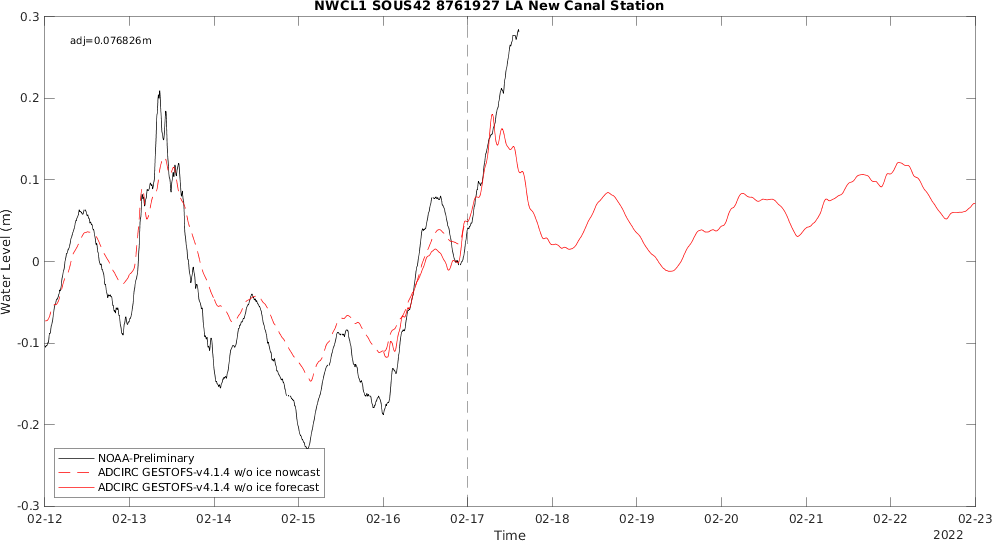 NWCL1 SOUS42 8761927 LA New Canal Station
adj=0.076826m
0.3
0.2
0.1
0
-0.1
-0.2
-0.3
Water Level (m)
NOAA-Preliminary
ADCIRC GESTOFS-v4.1.4 w/o ice nowcast
ADCIRC GESTOFS-v4.1.4 w/o ice forecast
02-12 02-13 02-14 02-15 02-16 02-17 02-18 02-19 02-20 02-21 02-22 02-23
Time
2022